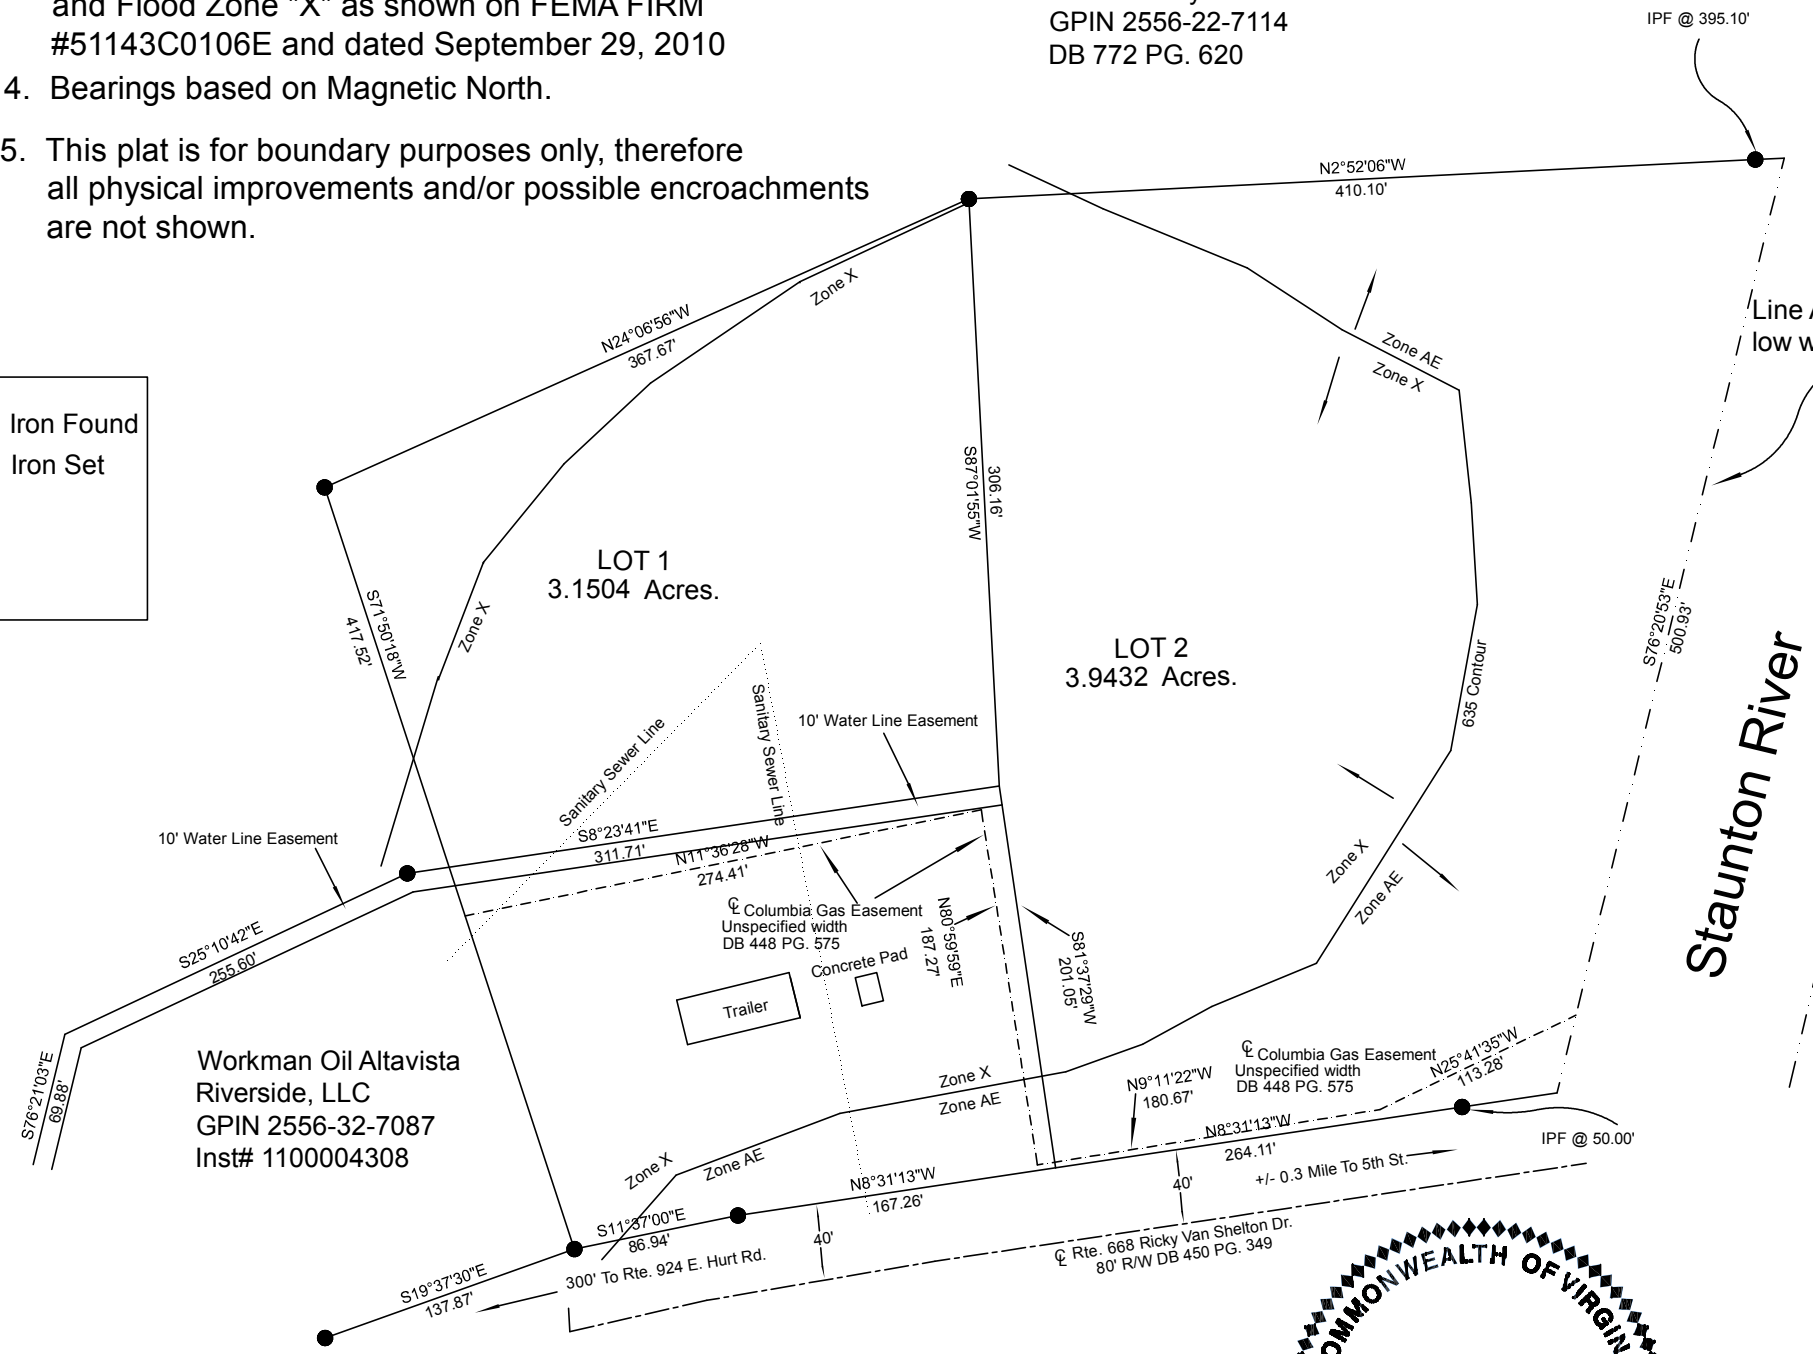 and Flood Zone "X" as shown on FEMA FIRM
#51143C0106E and dated September 29, 2010
4. Bearings based on Magnetic North.
5. This plat is for boundary purposes only, therefore
all physical improvements and/or possible encroachments
are not shown.
GPIN 2556-22-7114
DB 772 PG. 620
IPF @ 395.10'
N2°52'06"W
410.10'
Line
low
Iron Found
Iron Set
N24°06'56"W
367.67'
Zone X
Zone AE
Zone X
S87°01'55"W
306.16'
LOT 1
3.1504 Acres.
S71°50'18"W
417.52'
Zone X
LOT 2
3.9432 Acres.
635 Contour
S76°20'53"E
500.93'
Staunton River
Sanitary Sewer Line
Sanitary Sewer Line
10' Water Line Easement
10' Water Line Easement
S8°23'41"E
311.71'
N11°36'28"W
274.41'
℄ Columbia Gas Easement
Unspecified width
DB 448 PG. 575
N80°59'59"E
187.27'
S81°37'29"W
201.05'
Concrete Pad
Trailer
Zone X
Zone AE
S25°10'42"E
255.60'
S76°21'03"E
69.88'
Workman Oil Altavista
Riverside, LLC
GPIN 2556-32-7087
Inst# 1100004308
Zone X
Zone AE
N9°11'22"W
180.67'
℄ Columbia Gas Easement
Unspecified width
DB 448 PG. 575
N25°41'35"W
113.28'
N8°31'13"W
264.11'
IPF @ 50.00'
+/- 0.3 Mile To 5th St.
40'
Zone X
Zone AE
N8°31'13"W
167.26'
S11°37'00"E
86.94'
40'
300' To Rte. 924 E. Hurt Rd.
℄ Rte. 668 Ricky Van Shelton Dr.
80' R/W DB 450 PG. 349
S19°37'30"E
137.87'
OMMONWEALTH OF VIRGIN